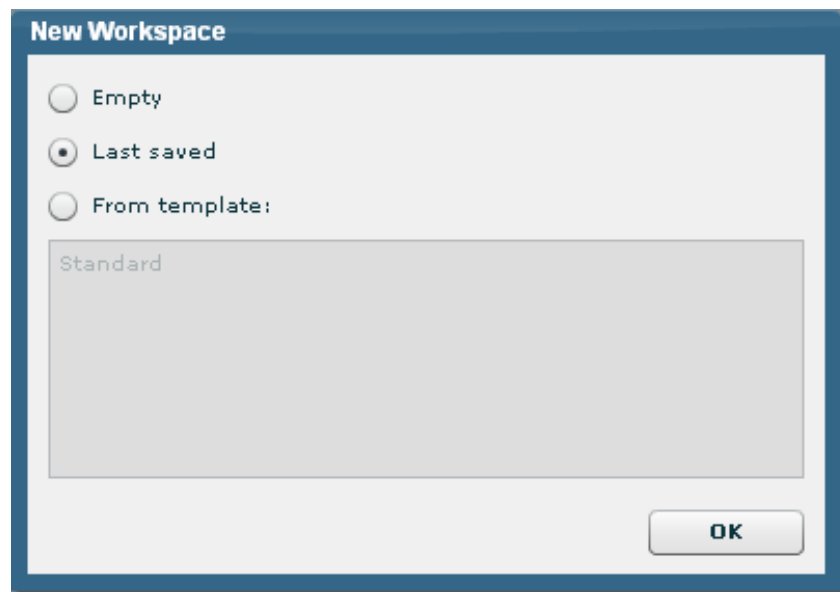 New Workspace
Empty
Last saved
From template:
Standard
OK